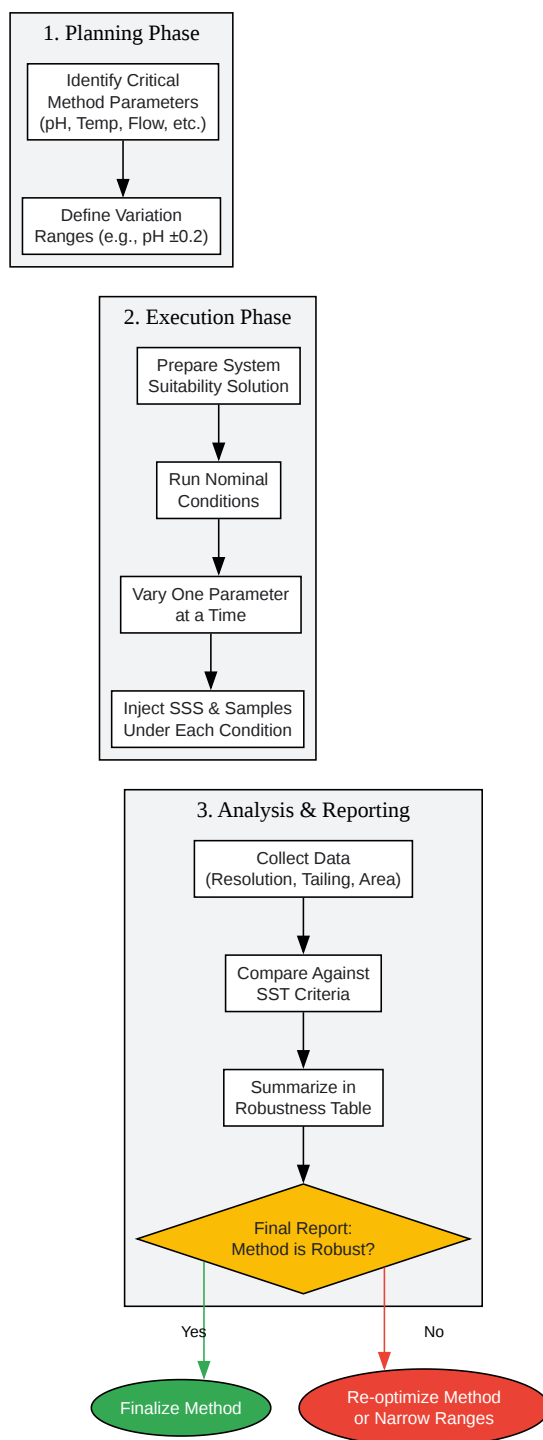 1. Planning Phase
Identify Critical
Method Parameters
(pH, Temp, Flow, etc.)
Define Variation
Ranges (e.g., pH ±0.2)
2. Execution Phase
Prepare System
Suitability Solution
Run Nominal
Conditions
Vary One Parameter
at a Time
Inject SSS & Samples
Under Each Condition
3. Analysis & Reporting
Collect Data
(Resolution, Tailing, Area)
Compare Against
SST Criteria
Summarize in
Robustness Table
Final Report:
Method is Robust?
Yes
No
Finalize Method
Re-optimize Method
or Narrow Ranges